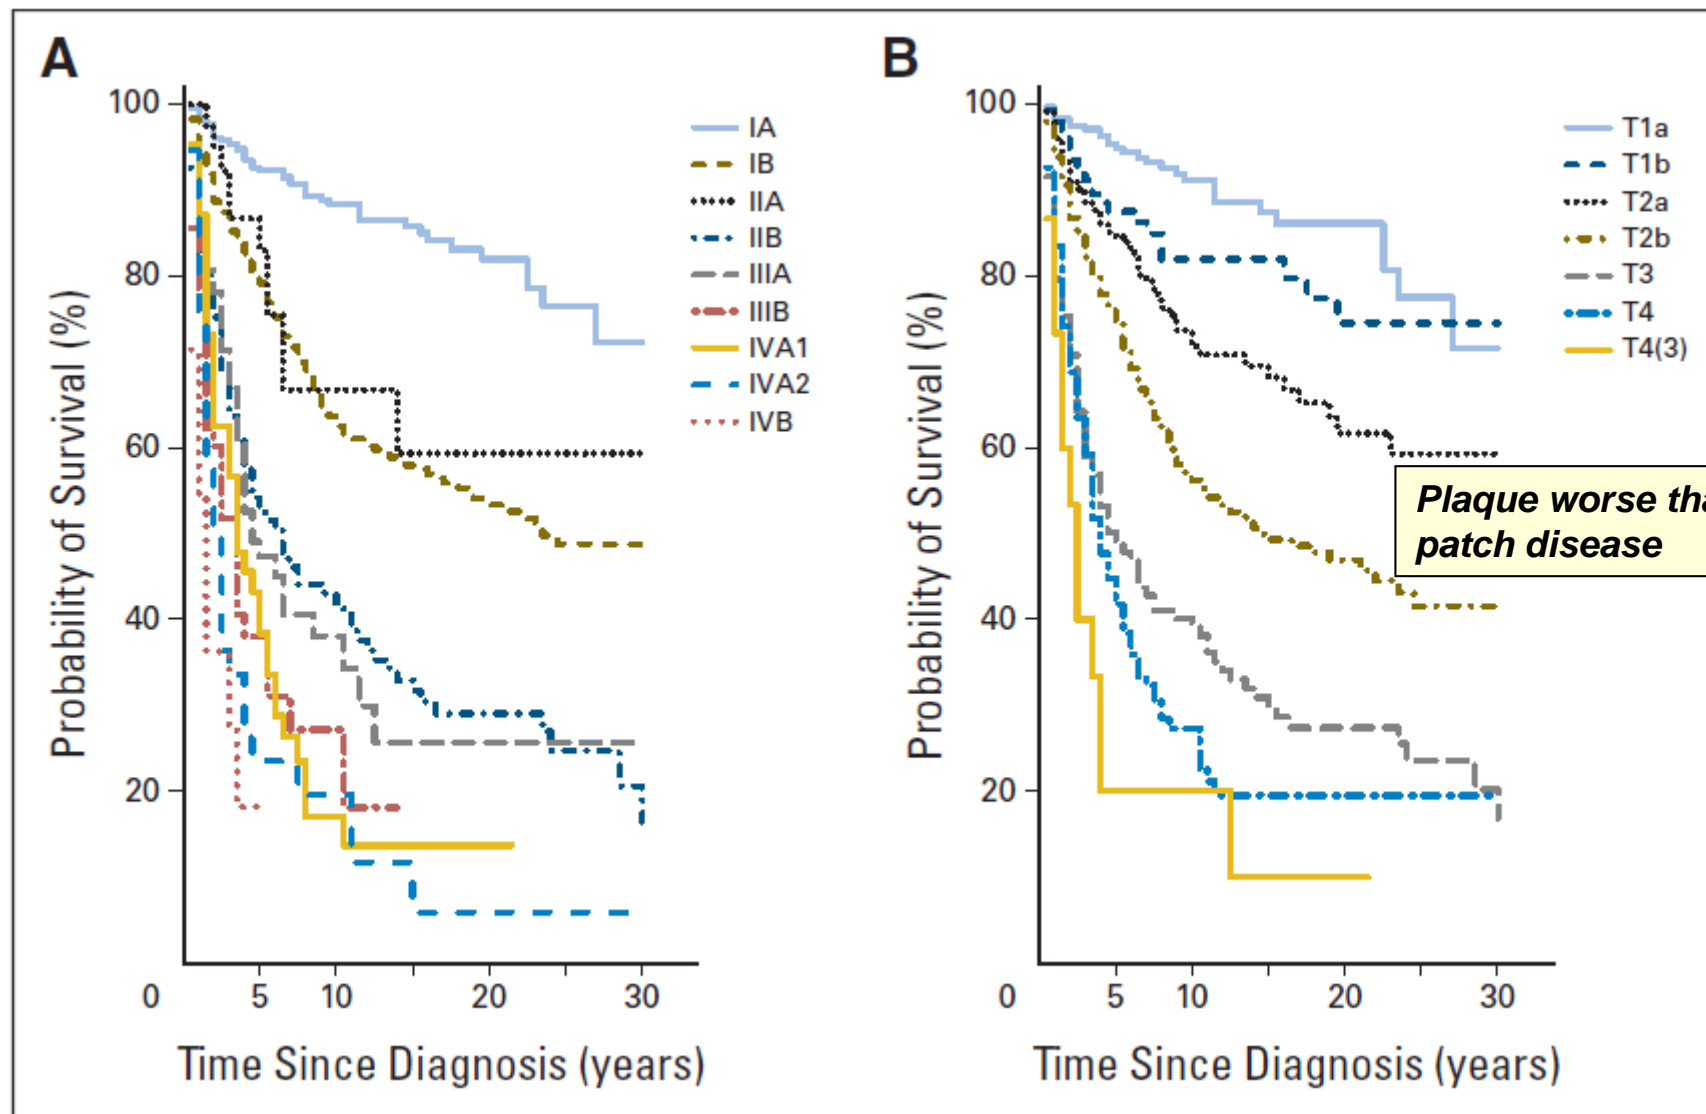 A
Probability of Survival (%)
100
80
60
40
20
0
5
10
20
30
Time Since Diagnosis (years)
IA
IB
IIA
IIB
IIIA
IIIB
IVA1
IVA2
IVB
B
Probability of Survival (%)
100
80
60
40
20
0
5
10
20
30
Time Since Diagnosis (years)
T1a
T1b
T2a
T2b
T3
T4
T4(3)
Plaque worse
patch disease